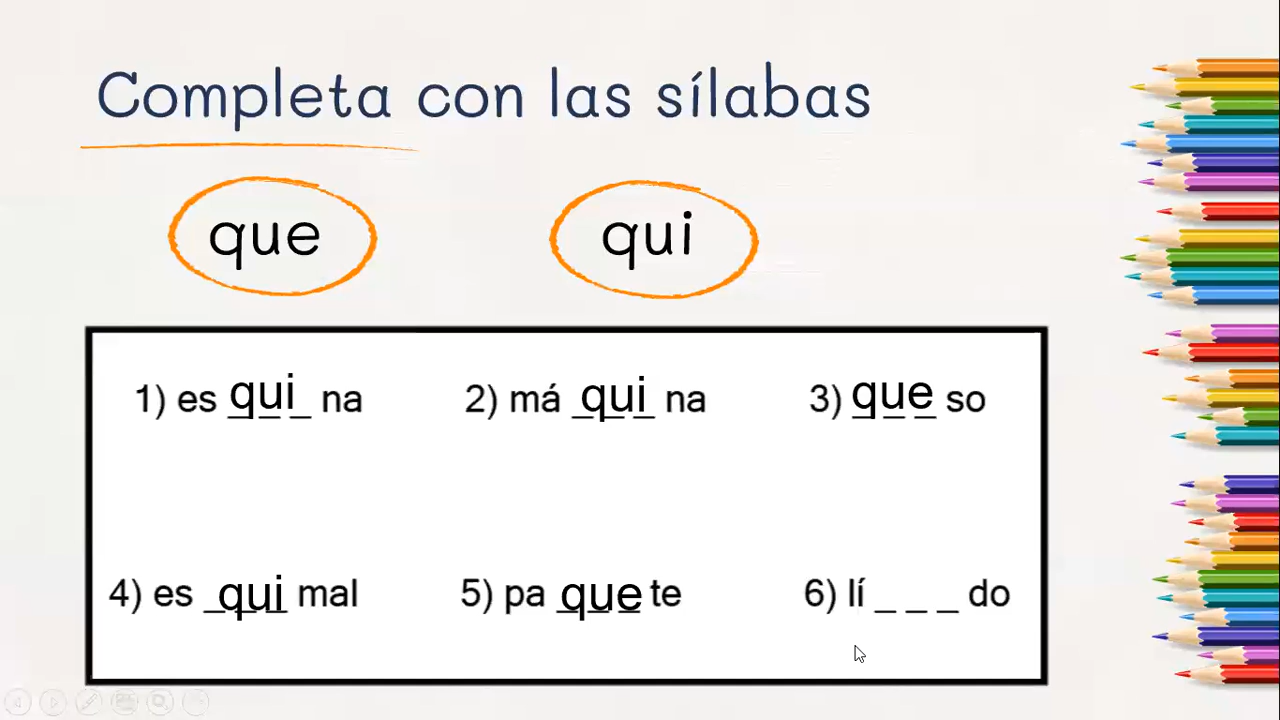 Completa con las sílabas
que qui
1) es qui na 2) má qui na 3) que so
4) es qui mal 5) pa que te 6) lí _ _ _ do